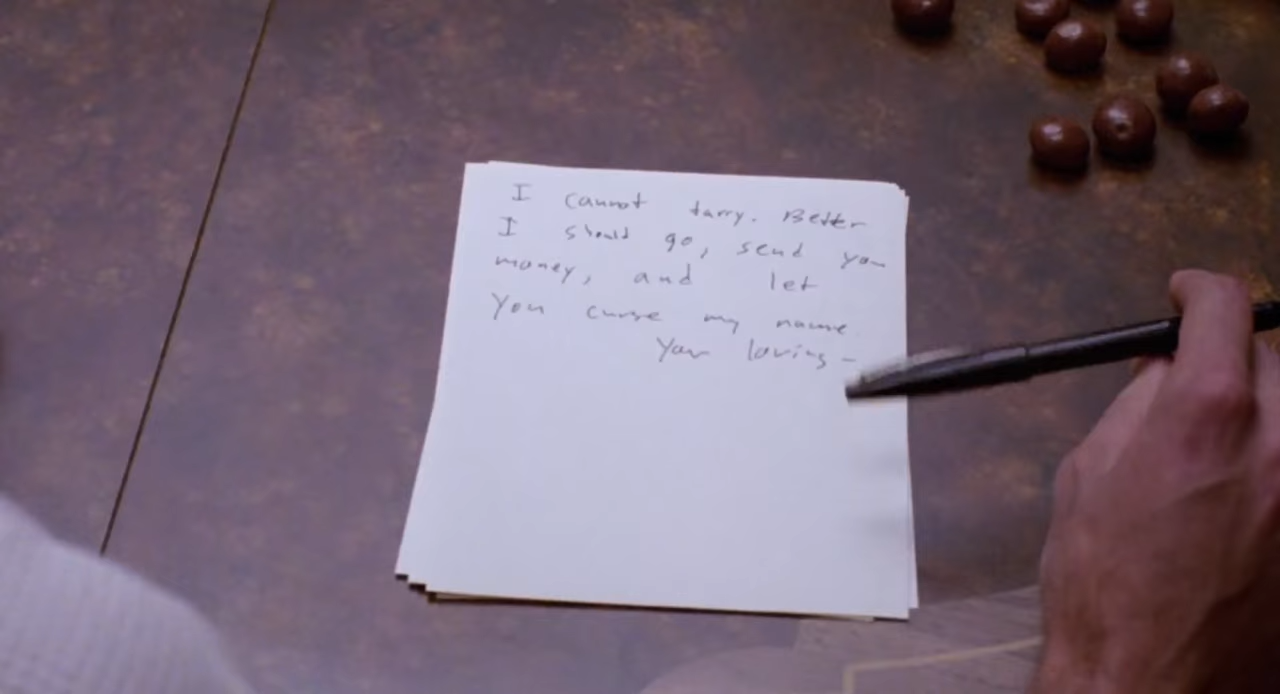 I cannot tarry. Better
I should go, send you
money, and let
you curse my name
Your loving-